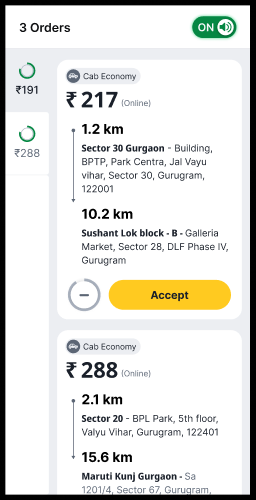 3 Orders
ON
₹191
₹288
Cab Economy
₹ 217 (Online)
1.2 km
Sector 30 Gurgaon - Building,
BPTP, Park Centra, Jal Vayu
vihar, Sector 30, Gurugram,
122001
10.2 km
Sushant Lok block - B - Galleria
Market, Sector 28, DLF Phase IV,
Gurugram
Accept
Cab Economy
₹ 288 (Online)
2.1 km
Sector 20 - BPL Park, 5th floor,
Valyu Vihar, Gurugram, 122401
15.6 km
Maruti Kunj Gurgaon - Sa
1201/4, Sector 67, Gurugram,